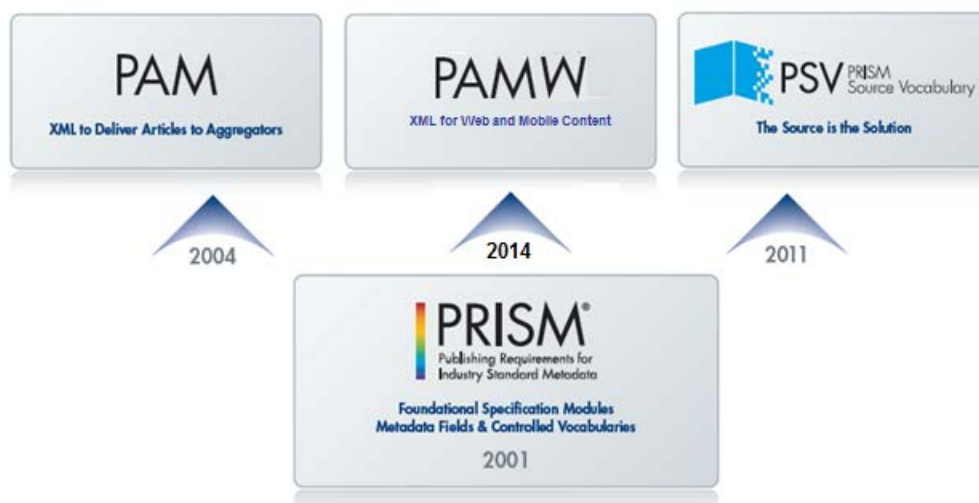 PAM
XML to Deliver Articles to Aggregators
PAMW
XML for Web and Mobile Content
PSV PRISM
Source Vocabulary
The Source is the Solution
2004
2014
2011
PRISM®
Publishing Requirements for
Industry Standard Metadata
Foundational Specification Modules
Metadata Fields & Controlled Vocabularies
2001